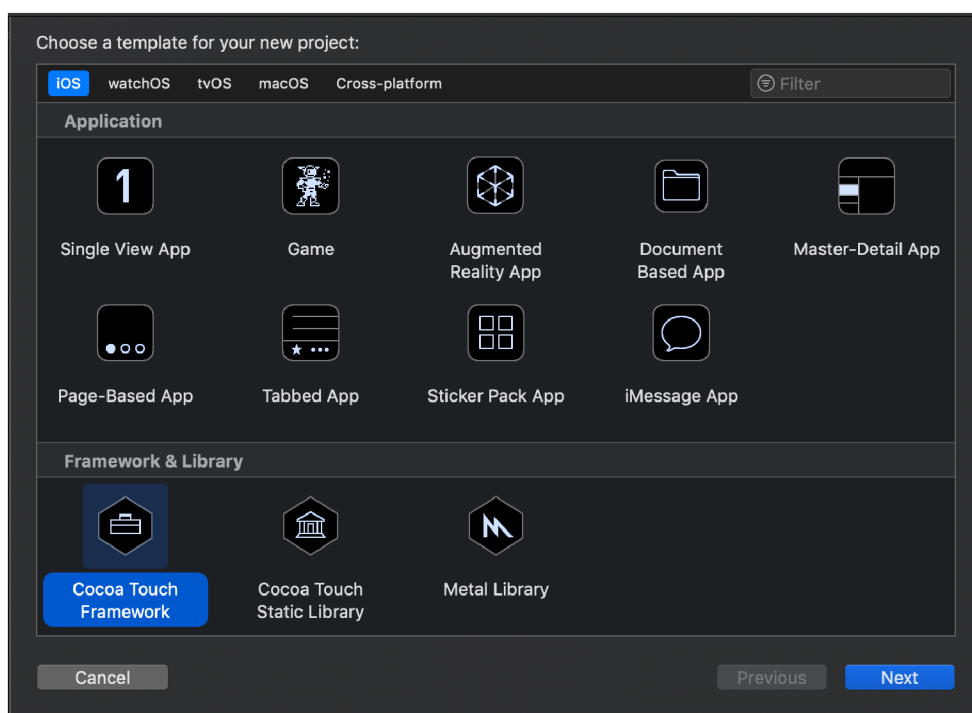 Choose a template for your new project:
iOS watchOS tvOS macOS Cross-platform Filter
Application
1
Single View App Game Augmented Reality App Document Based App Master-Detail App
Page-Based App Tabbed App Sticker Pack App iMessage App
Framework & Library
Cocoa Touch Framework Cocoa Touch Static Library Metal Library
Cancel Previous Next